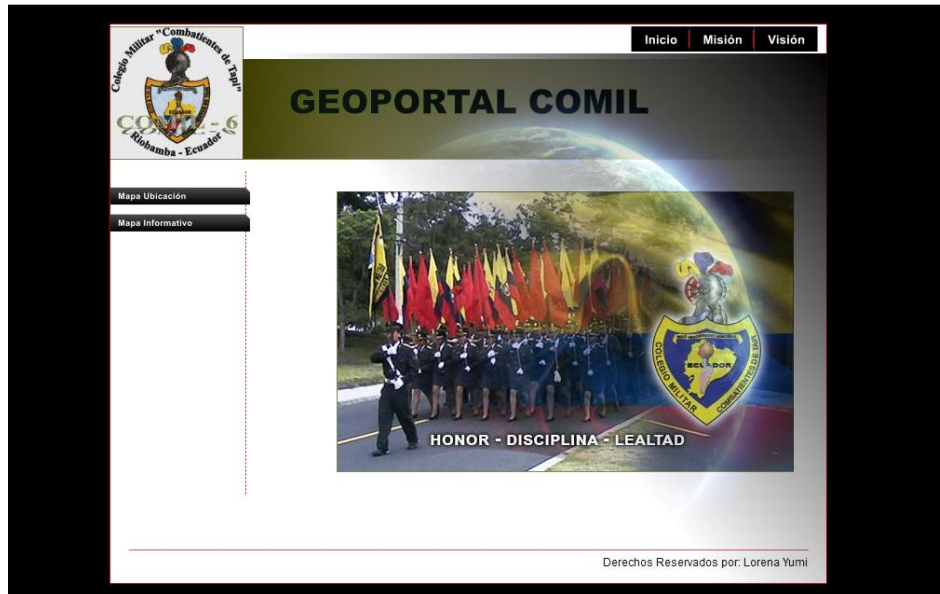 Colegio Militar "Combatientes de Tapi"
COMIL - 6
ECUADOR
Riobamba - Ecuador
Inicio
Misión
Visión
GEOPORTAL COMIL
Mapa Ubicación
Mapa Informativo
ECUADOR
COLEGIO MILITAR
COMBATIENTES DE TAPI
HONOR - DISCIPLINA - LEALTAD
Derechos Reservados por: Lorena Yumi